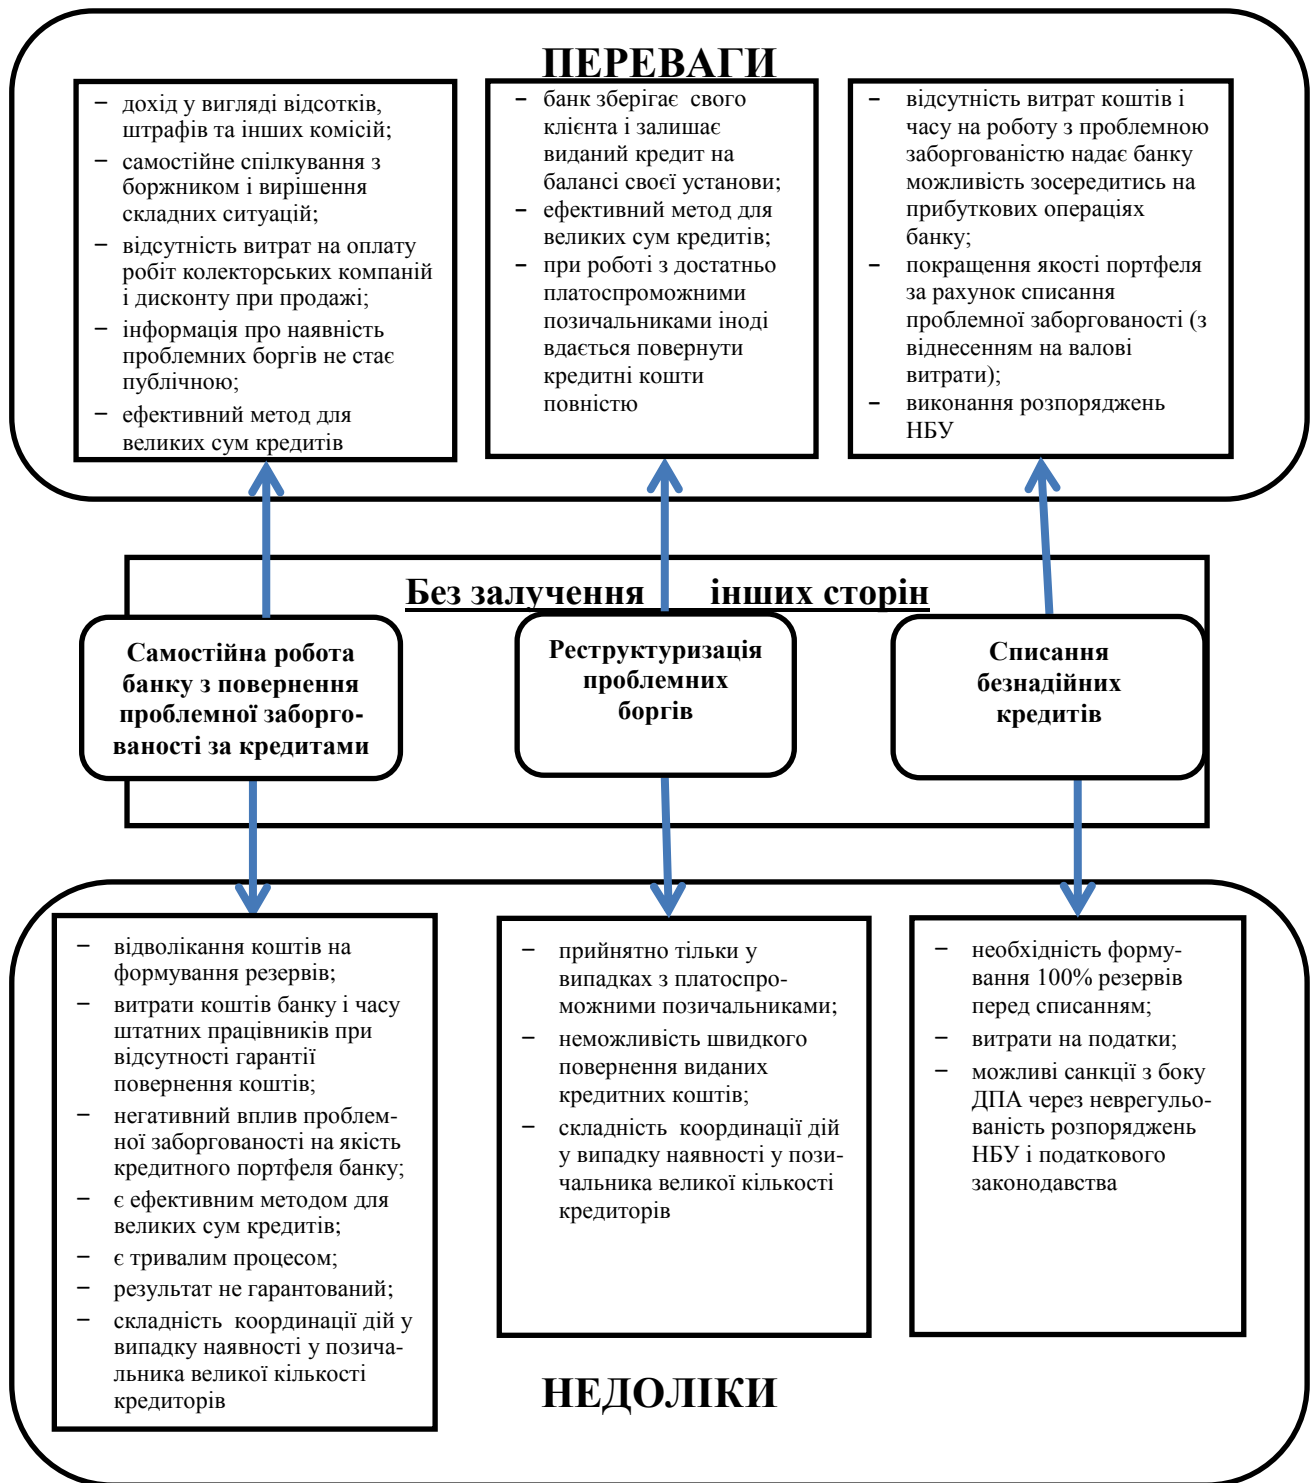 ПЕРЕВАГИ
− дохід у вигляді відсотків,
штрафів та інших комісій;
− самостійне спілкування з
боржником і вирішення
складних ситуацій;
− відсутність витрат на оплату
робіт колекторських компаній
і дисконту при продажі;
− інформація про наявність
проблемних боргів не стає
публічною;
− ефективний метод для
великих сум кредитів
− банк зберігає свого
клієнта і залишає
виданий кредит на
балансі своєї установи;
− ефективний метод для
великих сум кредитів;
− при роботі з достатньо
платоспроможними
позичальниками іноді
вдається повернути
кредитні кошти
повністю
− відсутність витрат коштів і
часу на роботу з проблемною
заборгованістю надає банку
можливість зосередитись на
прибуткових операціях
банку;
− покращення якості портфеля
за рахунок списання
проблемної заборгованості (з
віднесенням на валові
витрати);
− виконання розпоряджень
НБУ
Без залучення інших сторін
Самостійна робота
банку з повернення
проблемної заборго-
ваності за кредитами
Реструктуризація
проблемних
боргів
Списання
безнадійних
кредитів
− відволікання коштів на
формування резервів;
− витрати коштів банку і часу
штатних працівників при
відсутності гарантії
повернення коштів;
− негативний вплив проблем-
ної заборгованості на якість
кредитного портфеля банку;
− є ефективним методом для
великих сум кредитів;
− є тривалим процесом;
− результат не гарантований;
− складність координації дій у
випадку наявності у позича-
льника великої кількості
кредиторів
− прийнятно тільки у
випадках з платоспро-
можними позичальниками;
− неможливість швидкого
повернення виданих
кредитних коштів;
− складність координації дій
у випадку наявності у пози-
чальника великої кількості
кредиторів
− необхідність форму-
вання 100% резервів
перед списанням;
− витрати на податки;
− можливі санкції з боку
ДПА через неврегульо-
ваність розпоряджень
НБУ і податкового
законодавства
НЕДОЛІКИ